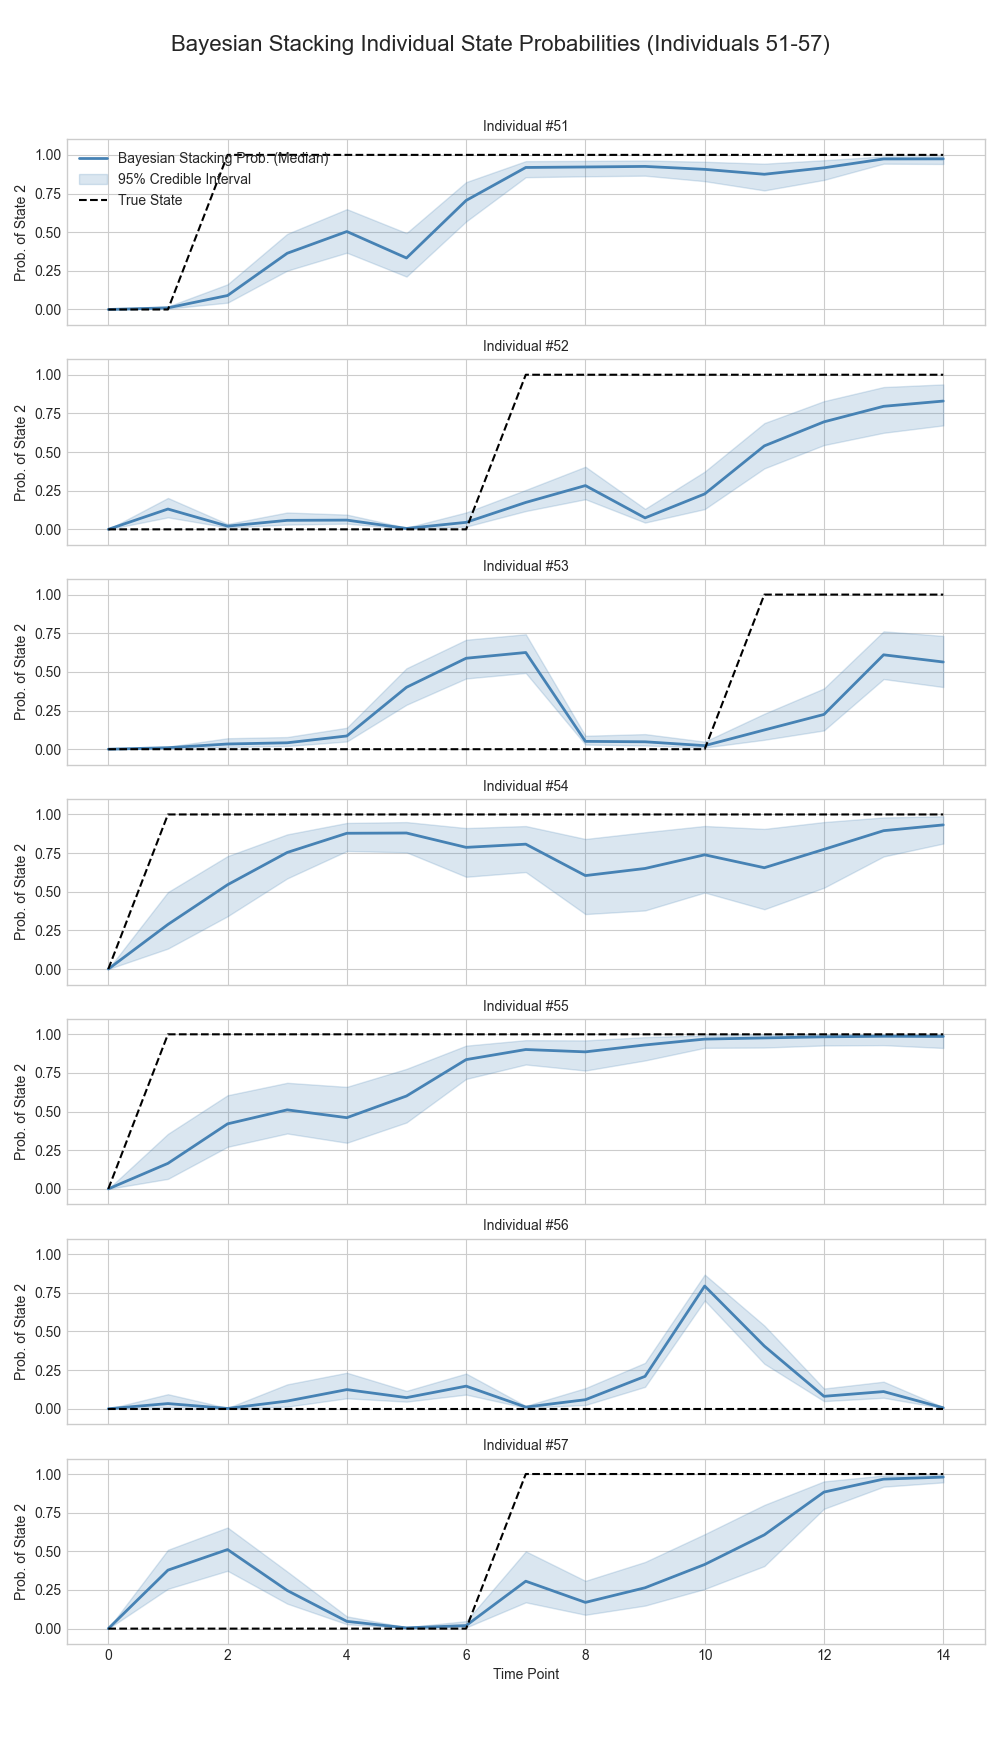 Bayesian Stacking Individual State Probabilities (Individuals 51-57)
Individual #51
Prob. of State 2
1.00
0.75
0.50
0.25
0.00
Bayesian Stacking Prob. (Median)
95% Credible Interval
True State
Individual #52
Prob. of State 2
1.00
0.75
0.50
0.25
0.00
Individual #53
Prob. of State 2
1.00
0.75
0.50
0.25
0.00
Individual #54
Prob. of State 2
1.00
0.75
0.50
0.25
0.00
Individual #55
Prob. of State 2
1.00
0.75
0.50
0.25
0.00
Individual #56
Prob. of State 2
1.00
0.75
0.50
0.25
0.00
Individual #57
Prob. of State 2
1.00
0.75
0.50
0.25
0.00
0 2 4 6 8 10 12 14
Time Point